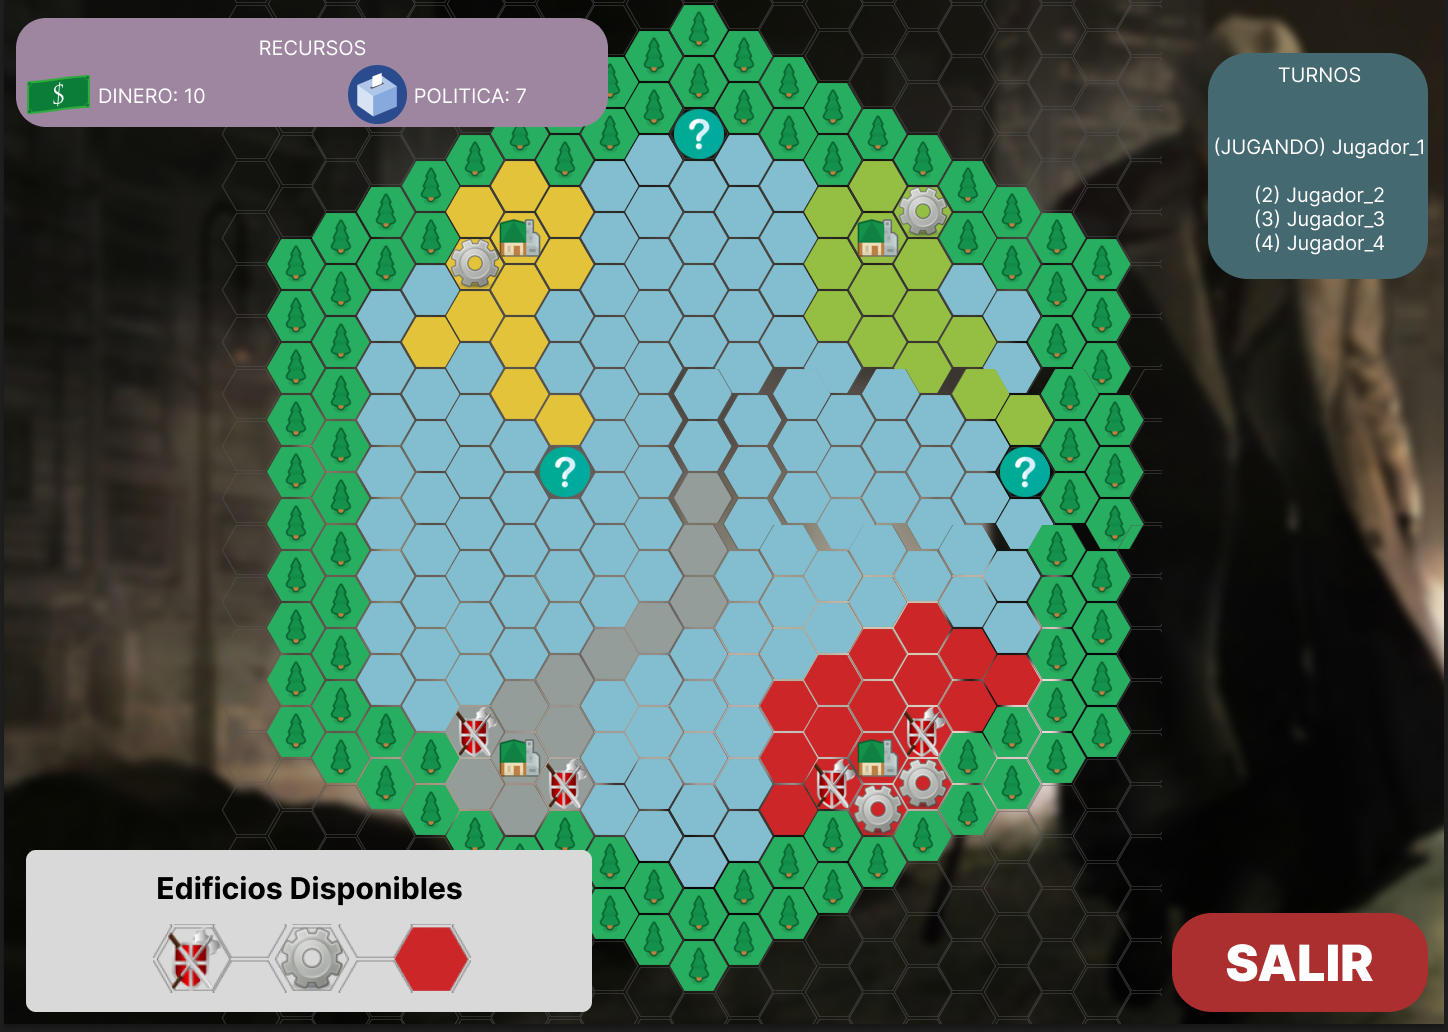 RECURSOS
$ DINERO: 10
POLITICA: 7
TURNOS
(JUGANDO) Jugador_1
(2) Jugador_2
(3) Jugador_3
(4) Jugador_4
?
?
?
Edificios Disponibles
SALIR